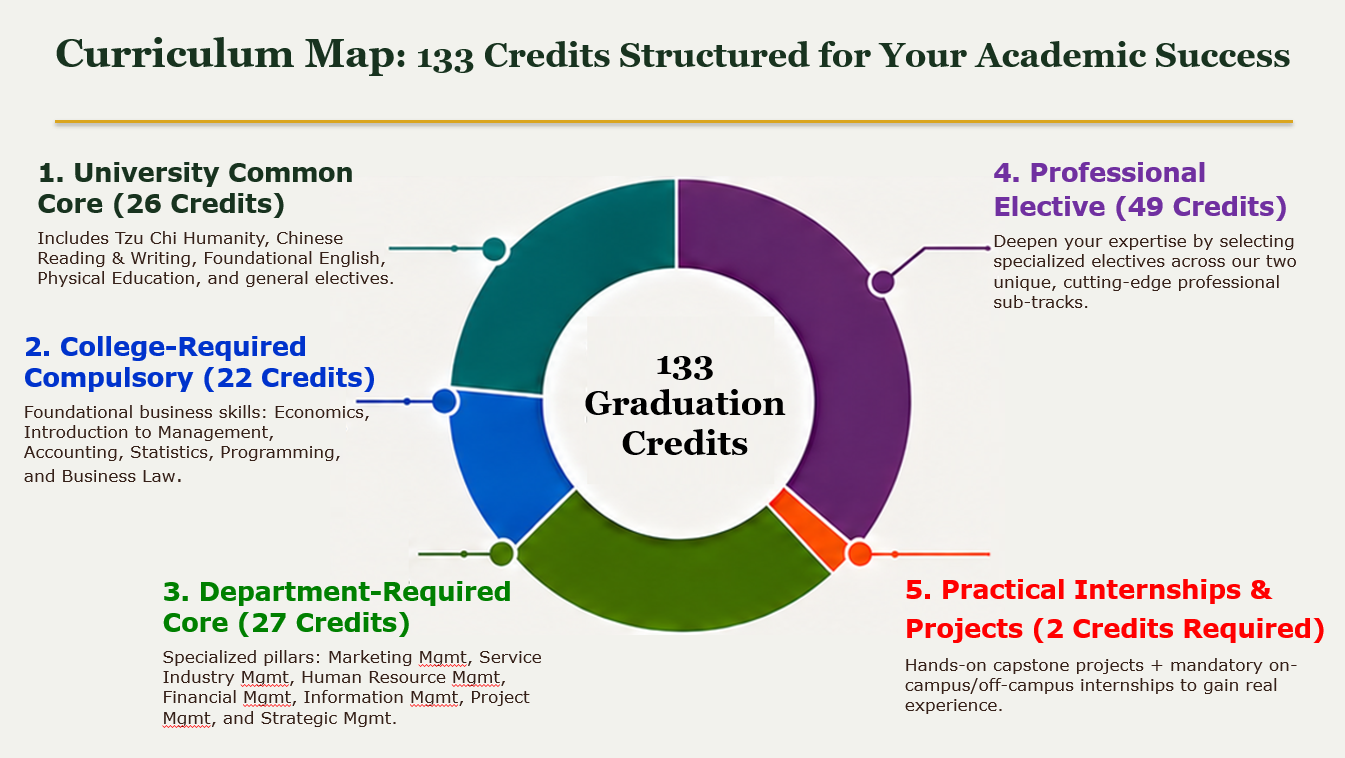 Curriculum Map: 133 Credits Structured for Your Academic Success
1. University Common
Core (26 Credits)
Includes Tzu Chi Humanity, Chinese
Reading & Writing, Foundational English,
Physical Education, and general electives.
2. College-Required
Compulsory (22 Credits)
Foundational business skills: Economics,
Introduction to Management,
Accounting, Statistics, Programming,
and Business Law.
3. Department-Required
Core (27 Credits)
Specialized pillars: Marketing Mgmt, Service
Industry Mgmt, Human Resource Mgmt,
Financial Mgmt, Information Mgmt, Project
Mgmt, and Strategic Mgmt.
133
Graduation
Credits
4. Professional
Elective (49 Credits)
Deepen your expertise by selecting
specialized electives across our two
unique, cutting-edge professional
sub-tracks.
5. Practical Internships &
Projects (2 Credits Required)
Hands-on capstone projects + mandatory on-
campus/off-campus internships to gain real
experience.